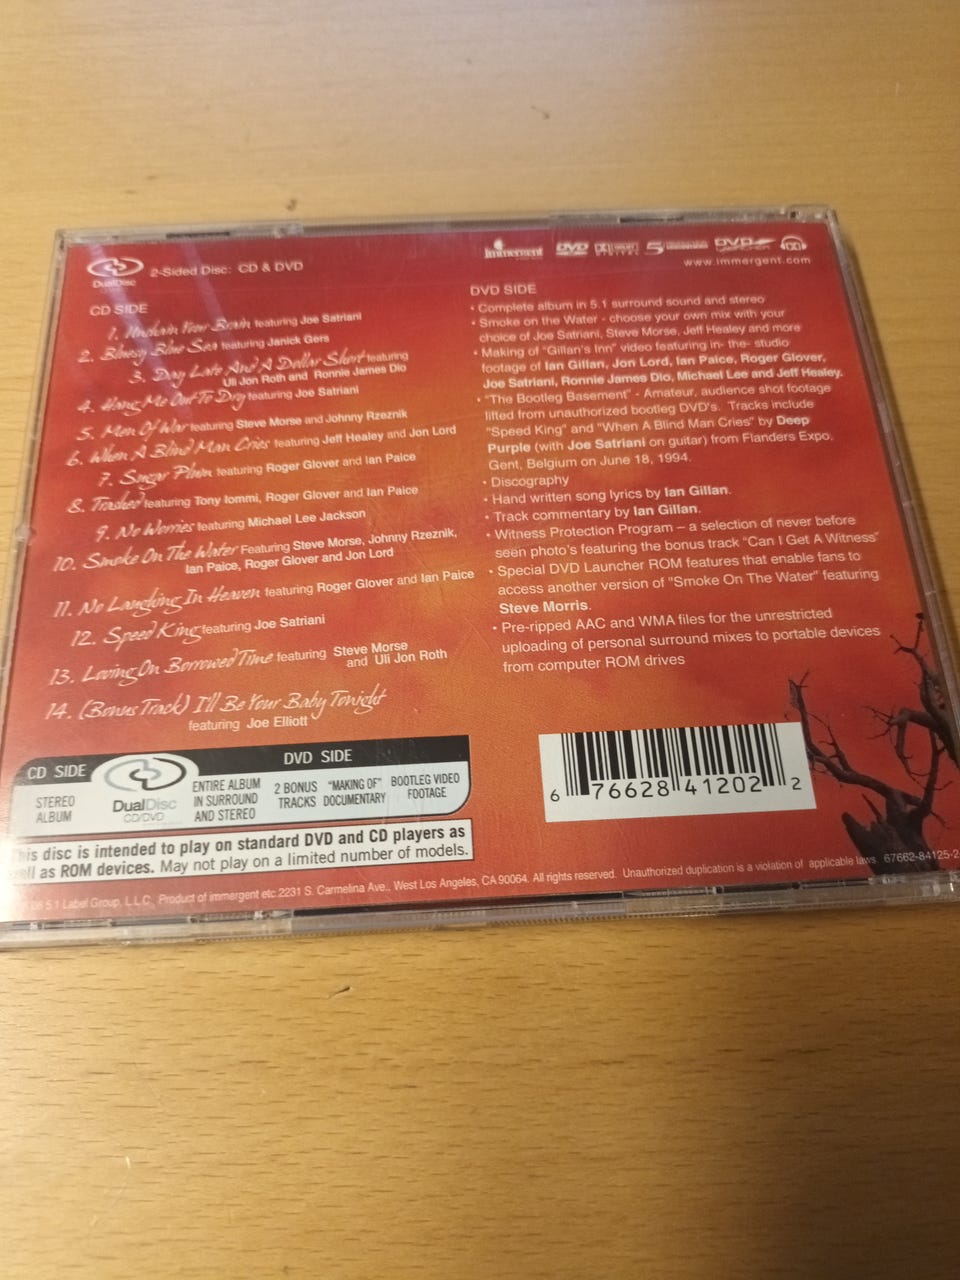 DualDisc
2-Sided Disc: CD & DVD
DVD
5
DVD
www.immergent.com
CD SIDE
1. Unchain Your Brain featuring Joe Satriani
2. Bluesy Blue Sea featuring Janick Gers
3. Day Late And A Dollar Short featuring
Uli Jon Roth and Ronnie James Dio
4. Hang Me Out To Dry featuring Joe Satriani
5. Men Of War featuring Steve Morse and Johnny Rzeznik
6. When A Blind Man Cries featuring Jeff Healey and Jon Lord
7. Sugar Plum featuring Roger Glover and Ian Paice
8. Trashed featuring Tony Iommi, Roger Glover and Ian Paice
9. No Worries featuring Michael Lee Jackson
10. Smoke On The Water Featuring Steve Morse, Johnny Rzeznik,
Ian Paice, Roger Glover and Jon Lord
11. No Laughing In Heaven featuring Roger Glover and Ian Paice
12. Speed King featuring Joe Satriani
13. Loving On Borrowed Time featuring Steve Morse
and Uli Jon Roth
14. (Bonus Track) I'll Be Your Baby Tonight
featuring Joe Elliott
DVD SIDE
• Complete album in 5.1 surround sound and stereo
• Smoke on the Water - choose your own mix with your
choice of Joe Satriani, Steve Morse, Jeff Healey and more
• Making of "Gillan's Inn" video featuring in- the- studio
footage of Ian Gillan, Jon Lord, Ian Paice, Roger Glover,
Joe Satriani, Ronnie James Dio, Michael Lee and Jeff Healey.
• "The Bootleg Basement" - Amateur, audience shot footage
lifted from unauthorized bootleg DVD's. Tracks include
"Speed King" and "When A Blind Man Cries" by Deep
Purple (with Joe Satriani on guitar) from Flanders Expo,
Gent, Belgium on June 18, 1994.
• Discography
• Hand written song lyrics by Ian Gillan.
• Track commentary by Ian Gillan.
• Witness Protection Program – a selection of never before
seen photo's featuring the bonus track "Can I Get A Witness"
• Special DVD Launcher ROM features that enable fans to
access another version of "Smoke On The Water" featuring
Steve Morris.
• Pre-ripped AAC and WMA files for the unrestricted
uploading of personal surround mixes to portable devices
from computer ROM drives
CD SIDE
STEREO
ALBUM
DualDisc
CD/DVD
DVD SIDE
ENTIRE ALBUM
IN SURROUND
AND STEREO
2 BONUS
TRACKS
"MAKING OF"
DOCUMENTARY
BOOTLEG VIDEO
FOOTAGE
This disc is intended to play on standard DVD and CD players as
well as ROM devices. May not play on a limited number of models.
6 76628 41202 2
5.1 Label Group, L.L.C. Product of immergent etc.2231 S. Carmelina Ave., West Los Angeles, CA 90064. All rights reserved. Unauthorized duplication is a violation of applicable laws. 67662-84125-2